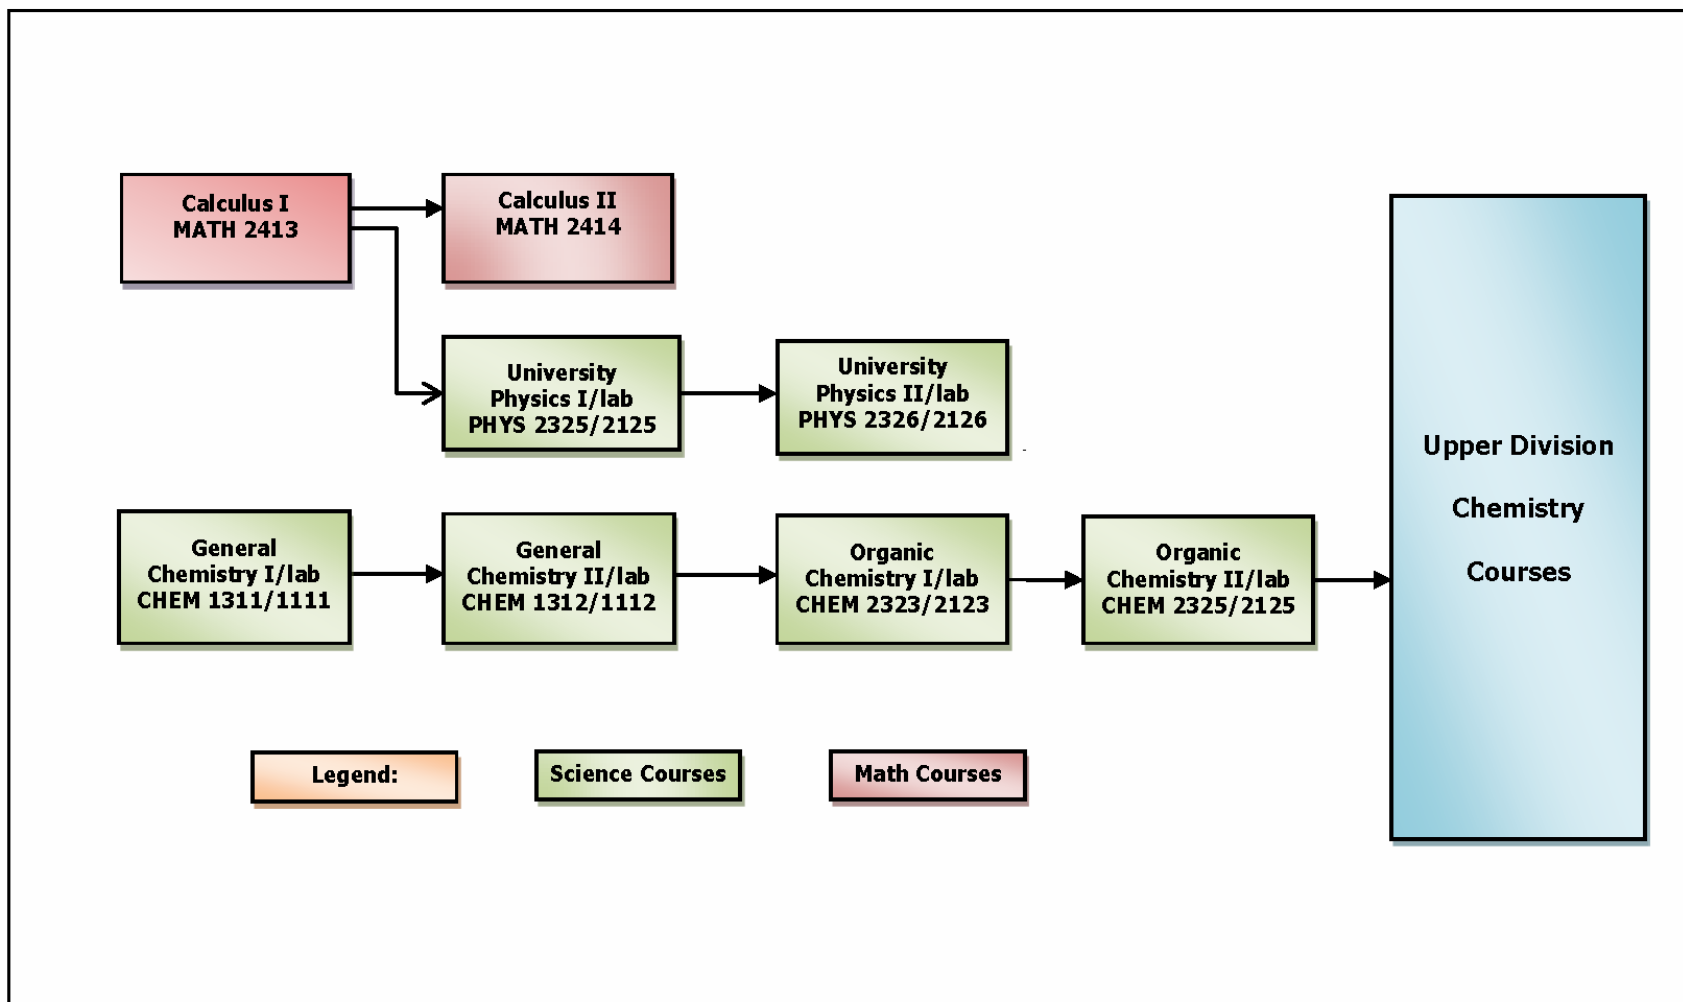 Calculus I
MATH 2413
Calculus II
MATH 2414
University
Physics I/lab
PHYS 2325/2125
University
Physics II/lab
PHYS 2326/2126
General
Chemistry I/lab
CHEM 1311/1111
General
Chemistry II/lab
CHEM 1312/1112
Organic
Chemistry I/lab
CHEM 2323/2123
Organic
Chemistry II/lab
CHEM 2325/2125
Upper Division
Chemistry
Courses
Legend:
Science Courses
Math Courses